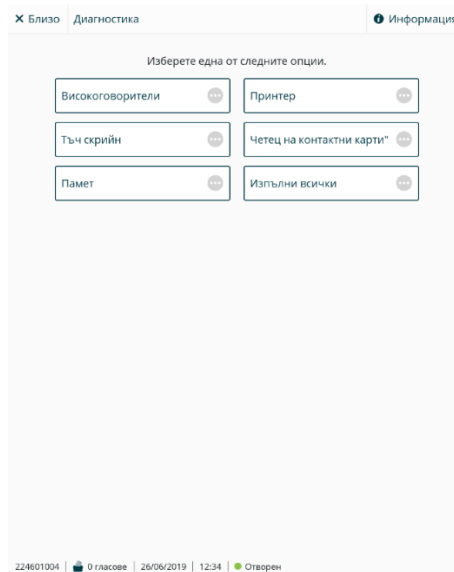 ✕ Близо Диагностика Информация
Изберете една от следните опции.
Високоговорители Принтер
Тъч скрийн Четец на контактни карти"
Памет Изпълни всички
224601004 | 0 гласове | 26/06/2019 | 12:34 | Отворен